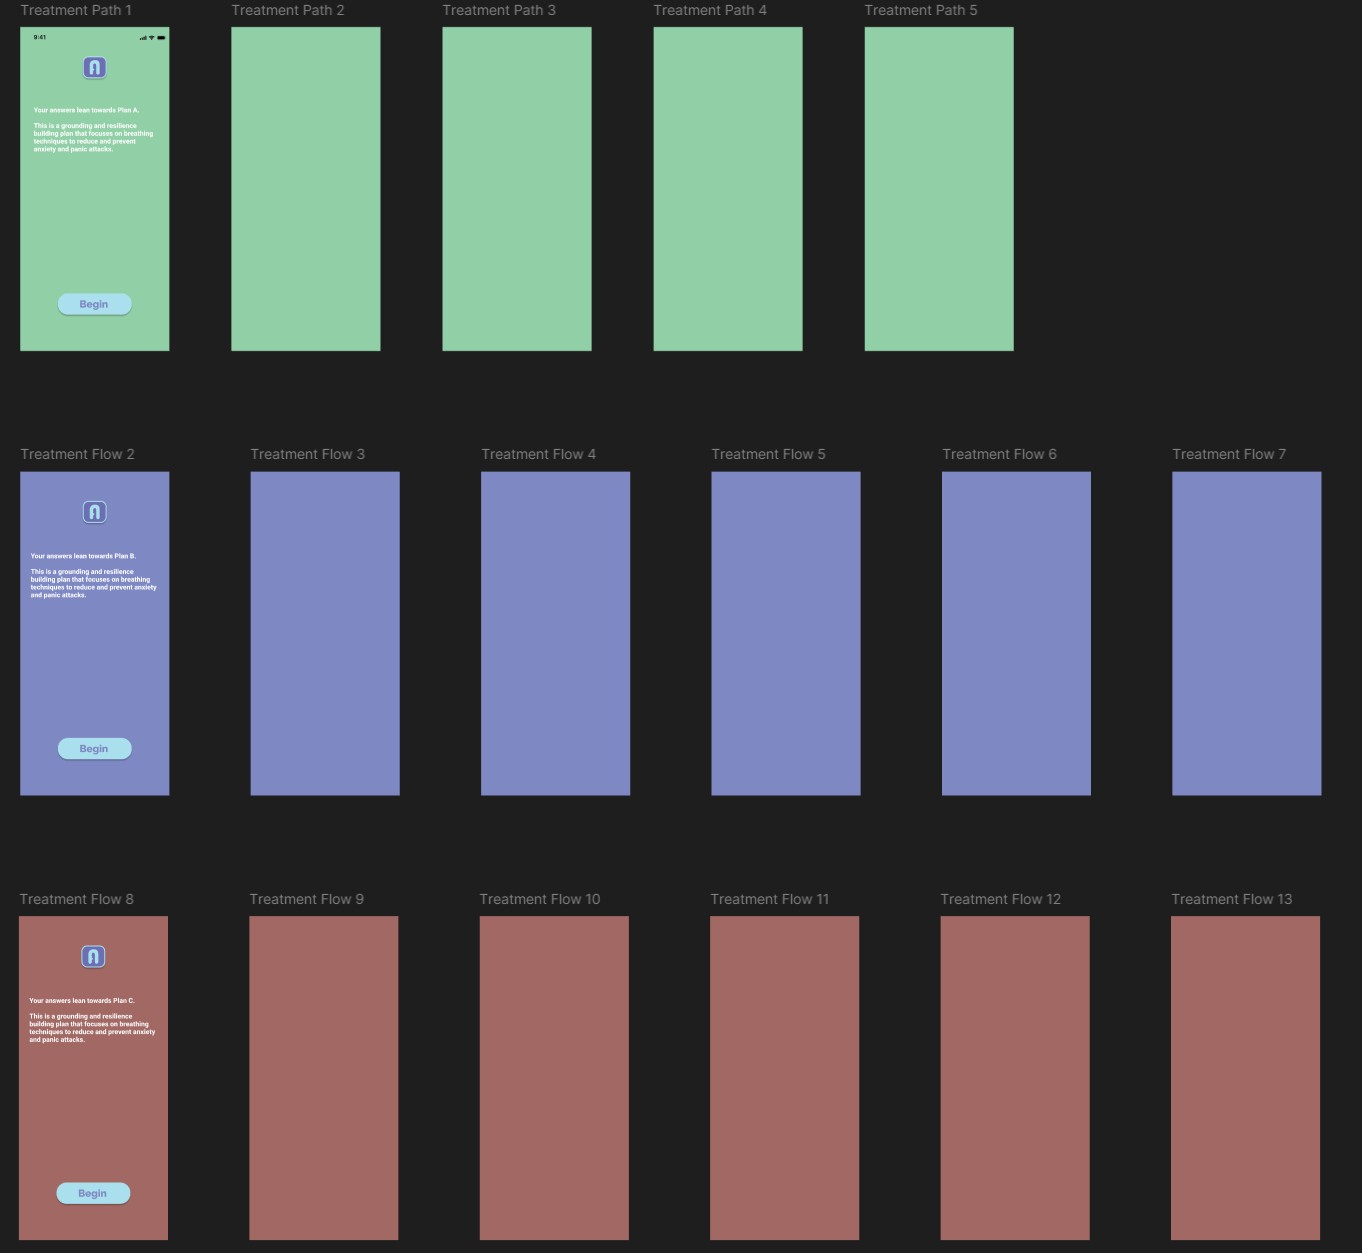 Treatment Path 1
Treatment Path 2
Treatment Path 3
Treatment Path 4
Treatment Path 5
9:41
Your answers lean towards Plan A.
This is a grounding and resilience
building plan that focuses on breathing
techniques to reduce and prevent
anxiety and panic attacks.
Begin
Treatment Flow 2
Treatment Flow 3
Treatment Flow 4
Treatment Flow 5
Treatment Flow 6
Treatment Flow 7
Your answers lean towards Plan B.
This is a grounding and resilience
building plan that focuses on breathing
techniques to reduce and prevent anxiety
and panic attacks.
Begin
Treatment Flow 8
Treatment Flow 9
Treatment Flow 10
Treatment Flow 11
Treatment Flow 12
Treatment Flow 13
Your answers lean towards Plan C.
This is a grounding and resilience
building plan that focuses on breathing
techniques to reduce and prevent anxiety
and panic attacks.
Begin